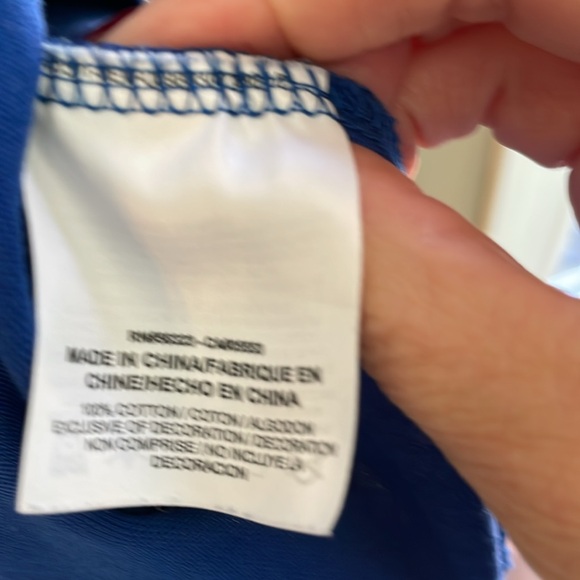 MADE IN CHINA/FABRIQUE EN
CHINE/HECHO EN CHINA
100% COTTON / COTON / ALGODON
EXCLUSIVE OF DECORATION / DECORATION
NON COMPRISE / NO INCLUYE LA
DECORACION